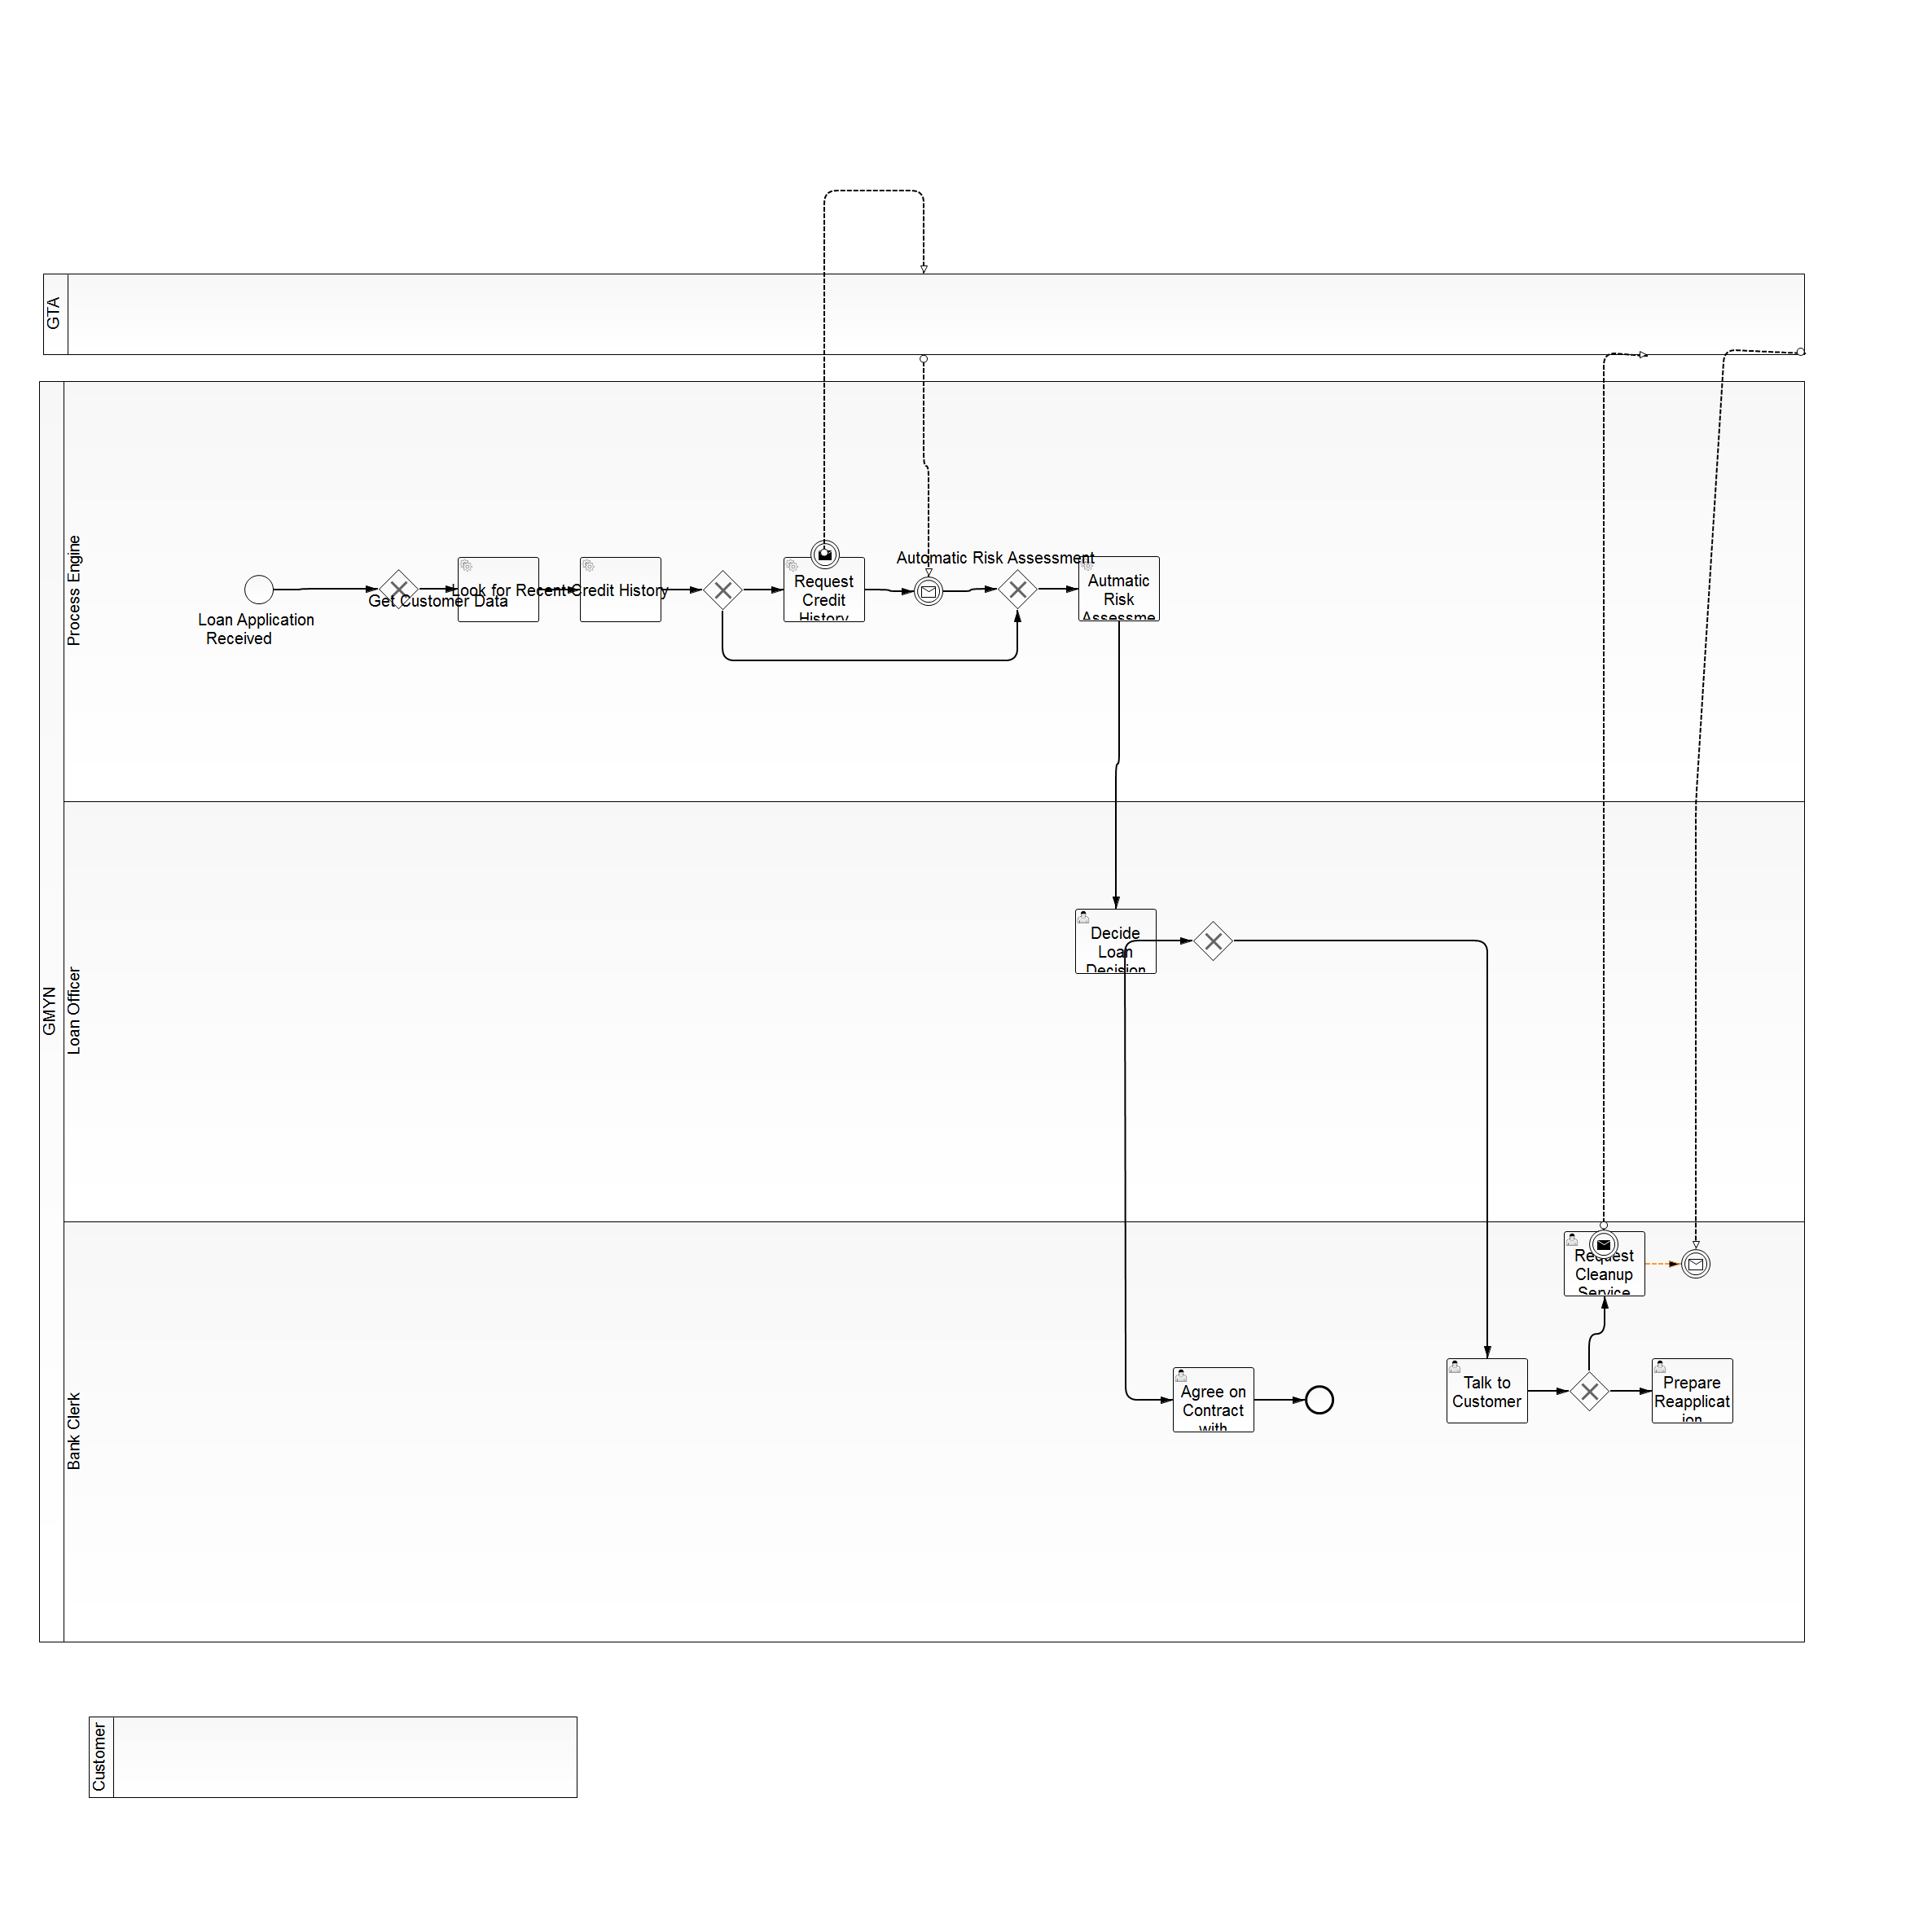 GTA
GMYN
Process Engine
Loan Application
Received
Get Customer Data
Look for Recent Credit History
Request
Credit
History
Automatic Risk Assessment
Autmatic
Risk
Assessme
Loan Officer
Decide
Loan
Decision
Bank Clerk
Request
Cleanup
Service
Agree on
Contract
with
Talk to
Customer
Prepare
Reapplicat
ion
Customer